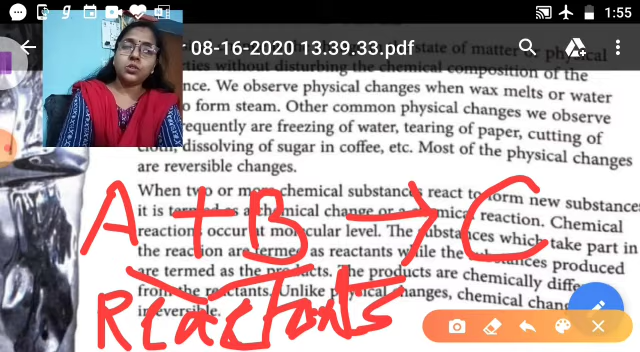 1:55
r 08-16-2020 13.39.33.pdf
state of matter or physical
rties without disturbing the chemical composition of the
nce. We observe physical changes when wax melts or water
o form steam. Other common physical changes we observe
requently are freezing of water, tearing of paper, cutting of
cloth, dissolving of sugar in coffee, etc. Most of the physical changes
are reversible changes.
When two or more chemical substances react to form new substances
it is termed as a chemical change or a chemical reaction. Chemical
reactions occur at molecular level. The substances which take part in
the reaction are termed as reactants while the substances produced
are termed as the products. The products are chemically diffe
from the reactants. Unlike physical changes, chemical chan
irreversible.
A + B → C
Reactants